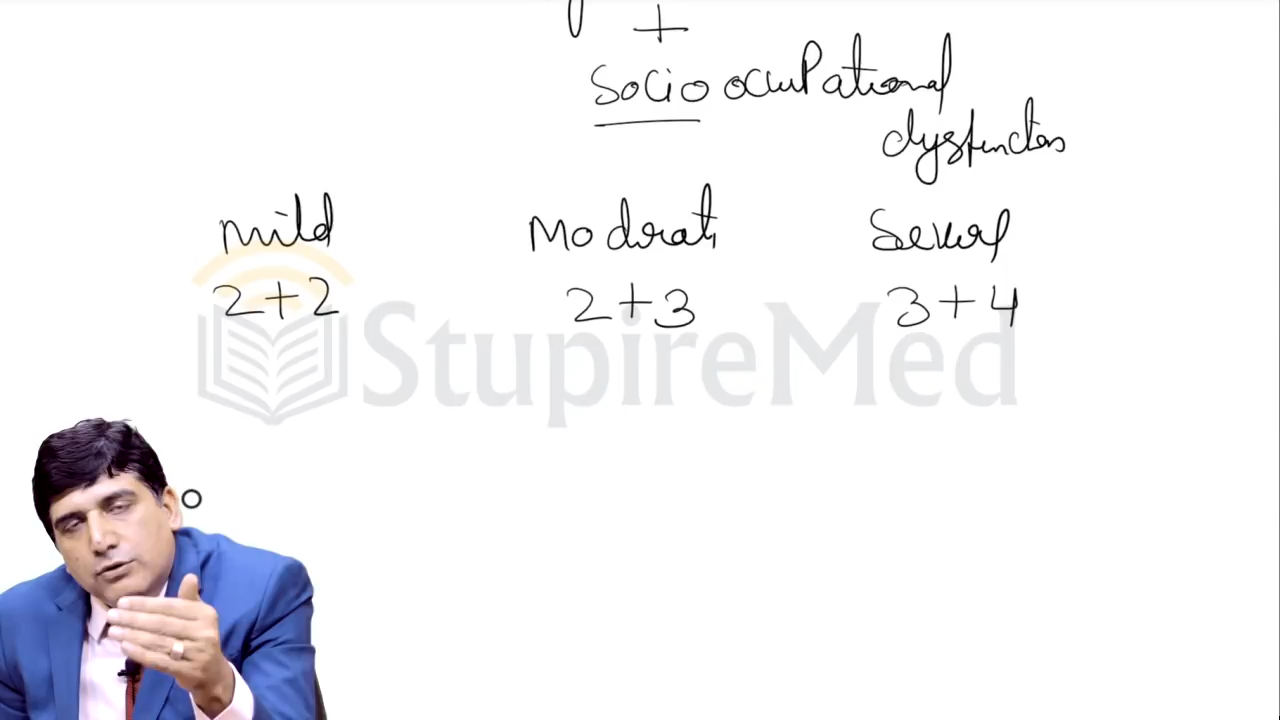 +
Socio occupational
dysfunction
mild Moderate Severe
2+2 2+3 3+4
StupireMed